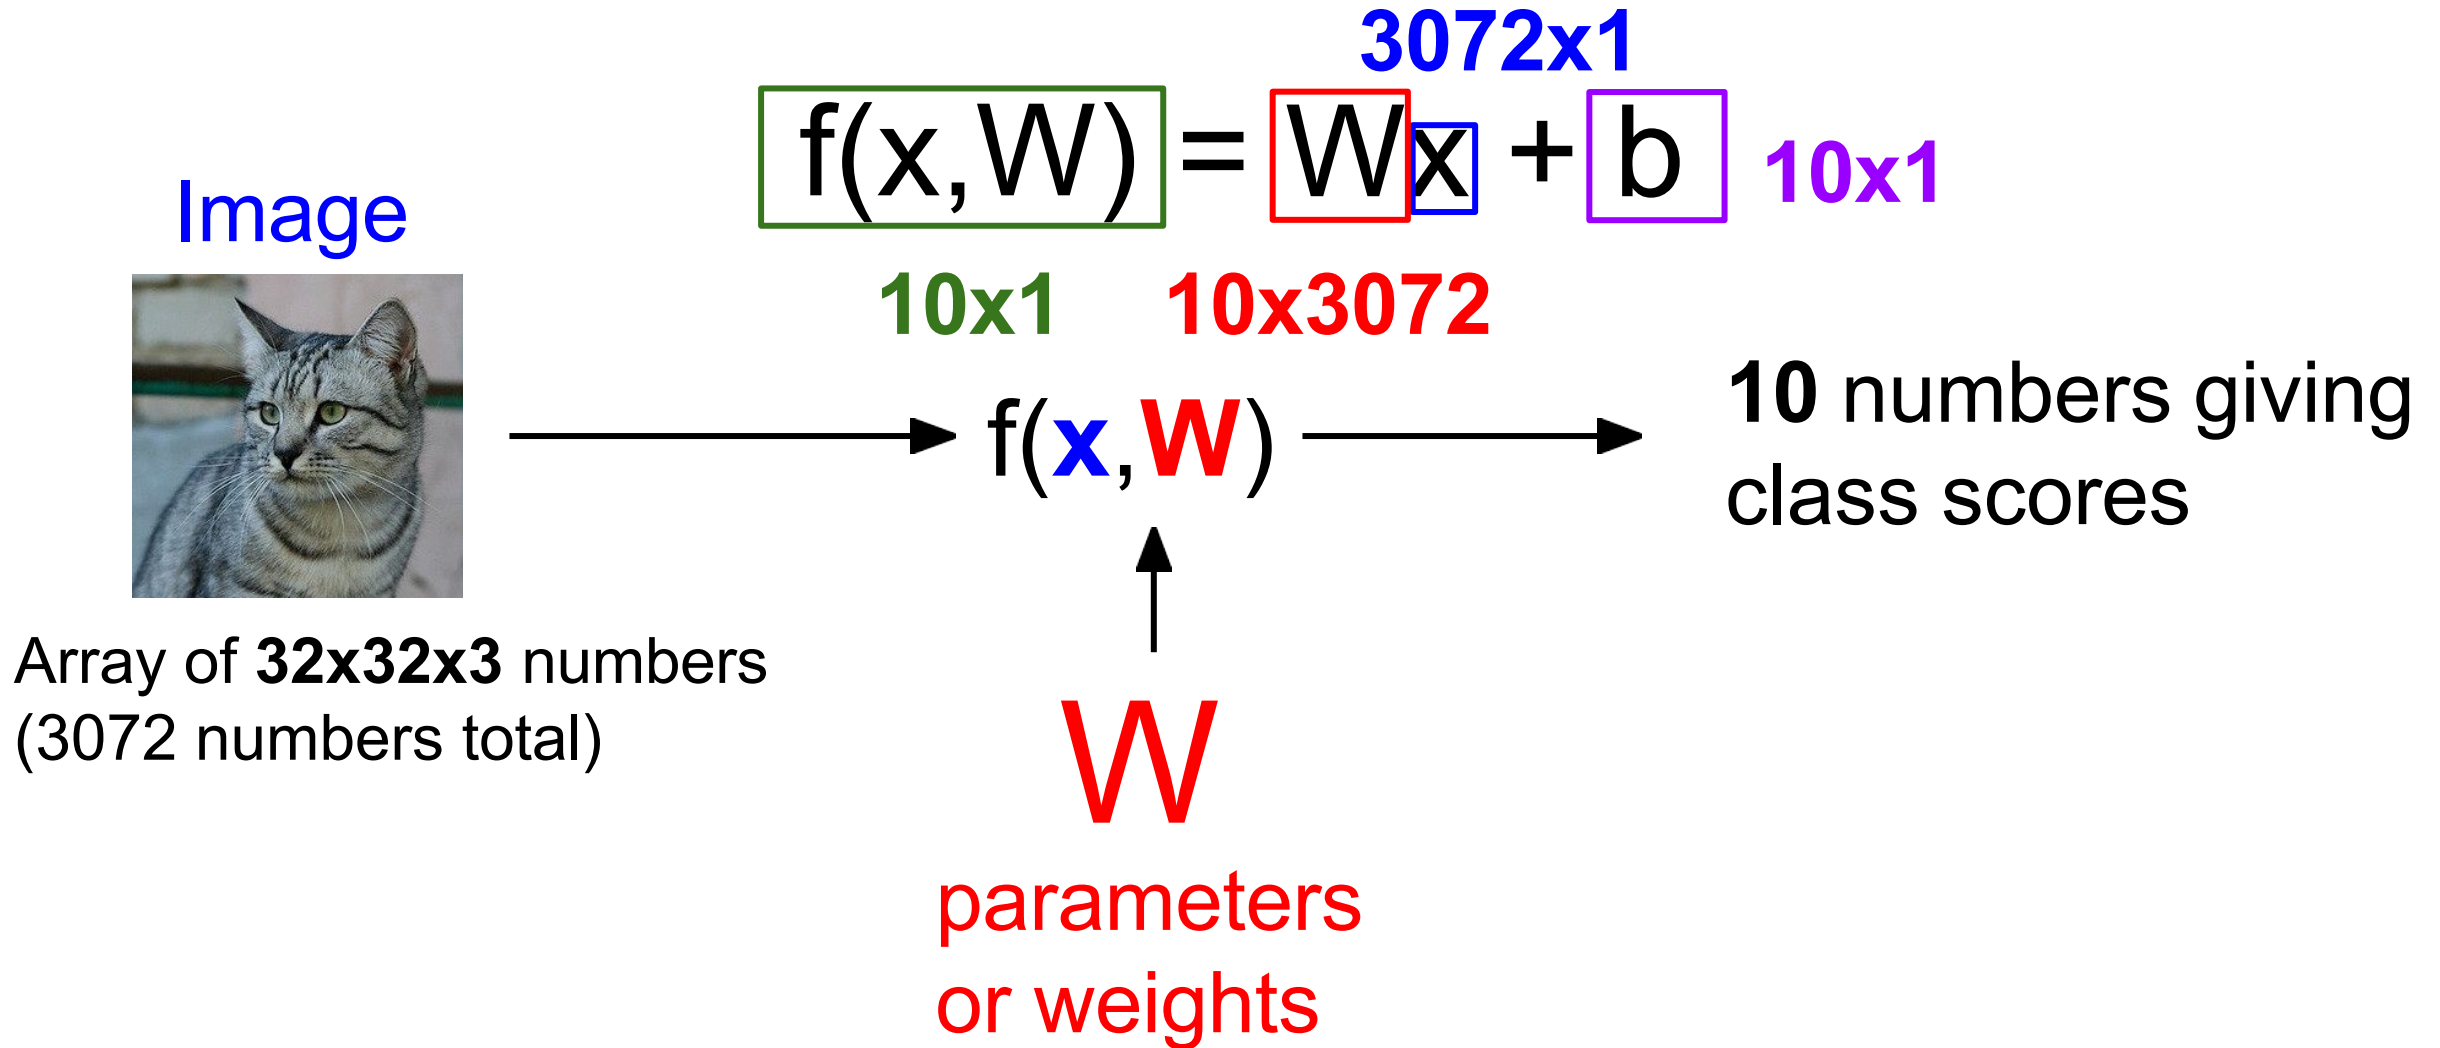 3072x1
f(x,W) = Wx + b 10x1
Image
10x1 10x3072
f(x,W)
10 numbers giving
class scores
Array of 32x32x3 numbers
(3072 numbers total)
W
parameters
or weights